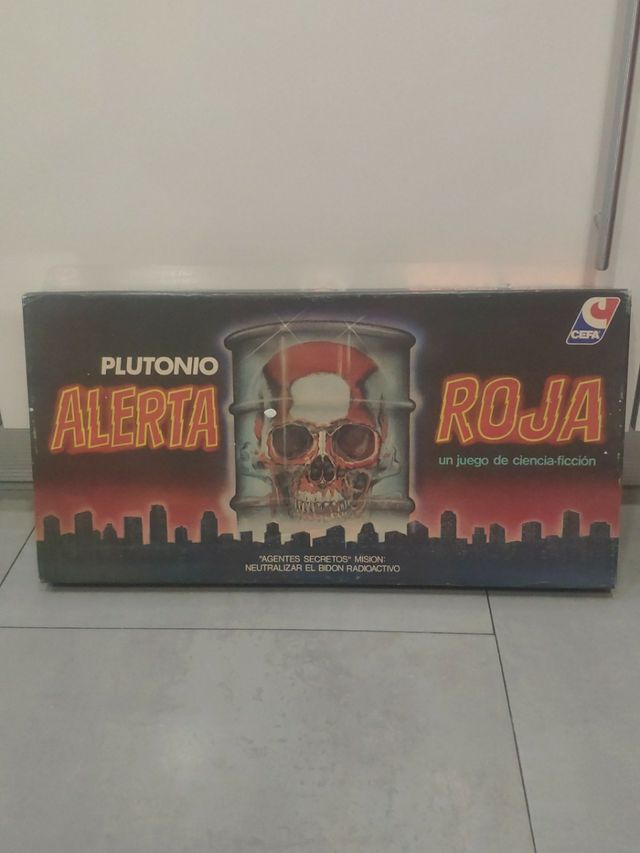 PLUTONIO
ALERTA ROJA
un juego de ciencia-ficción
CEFA
"AGENTES SECRETOS" MISION:
NEUTRALIZAR EL BIDON RADIOACTIVO